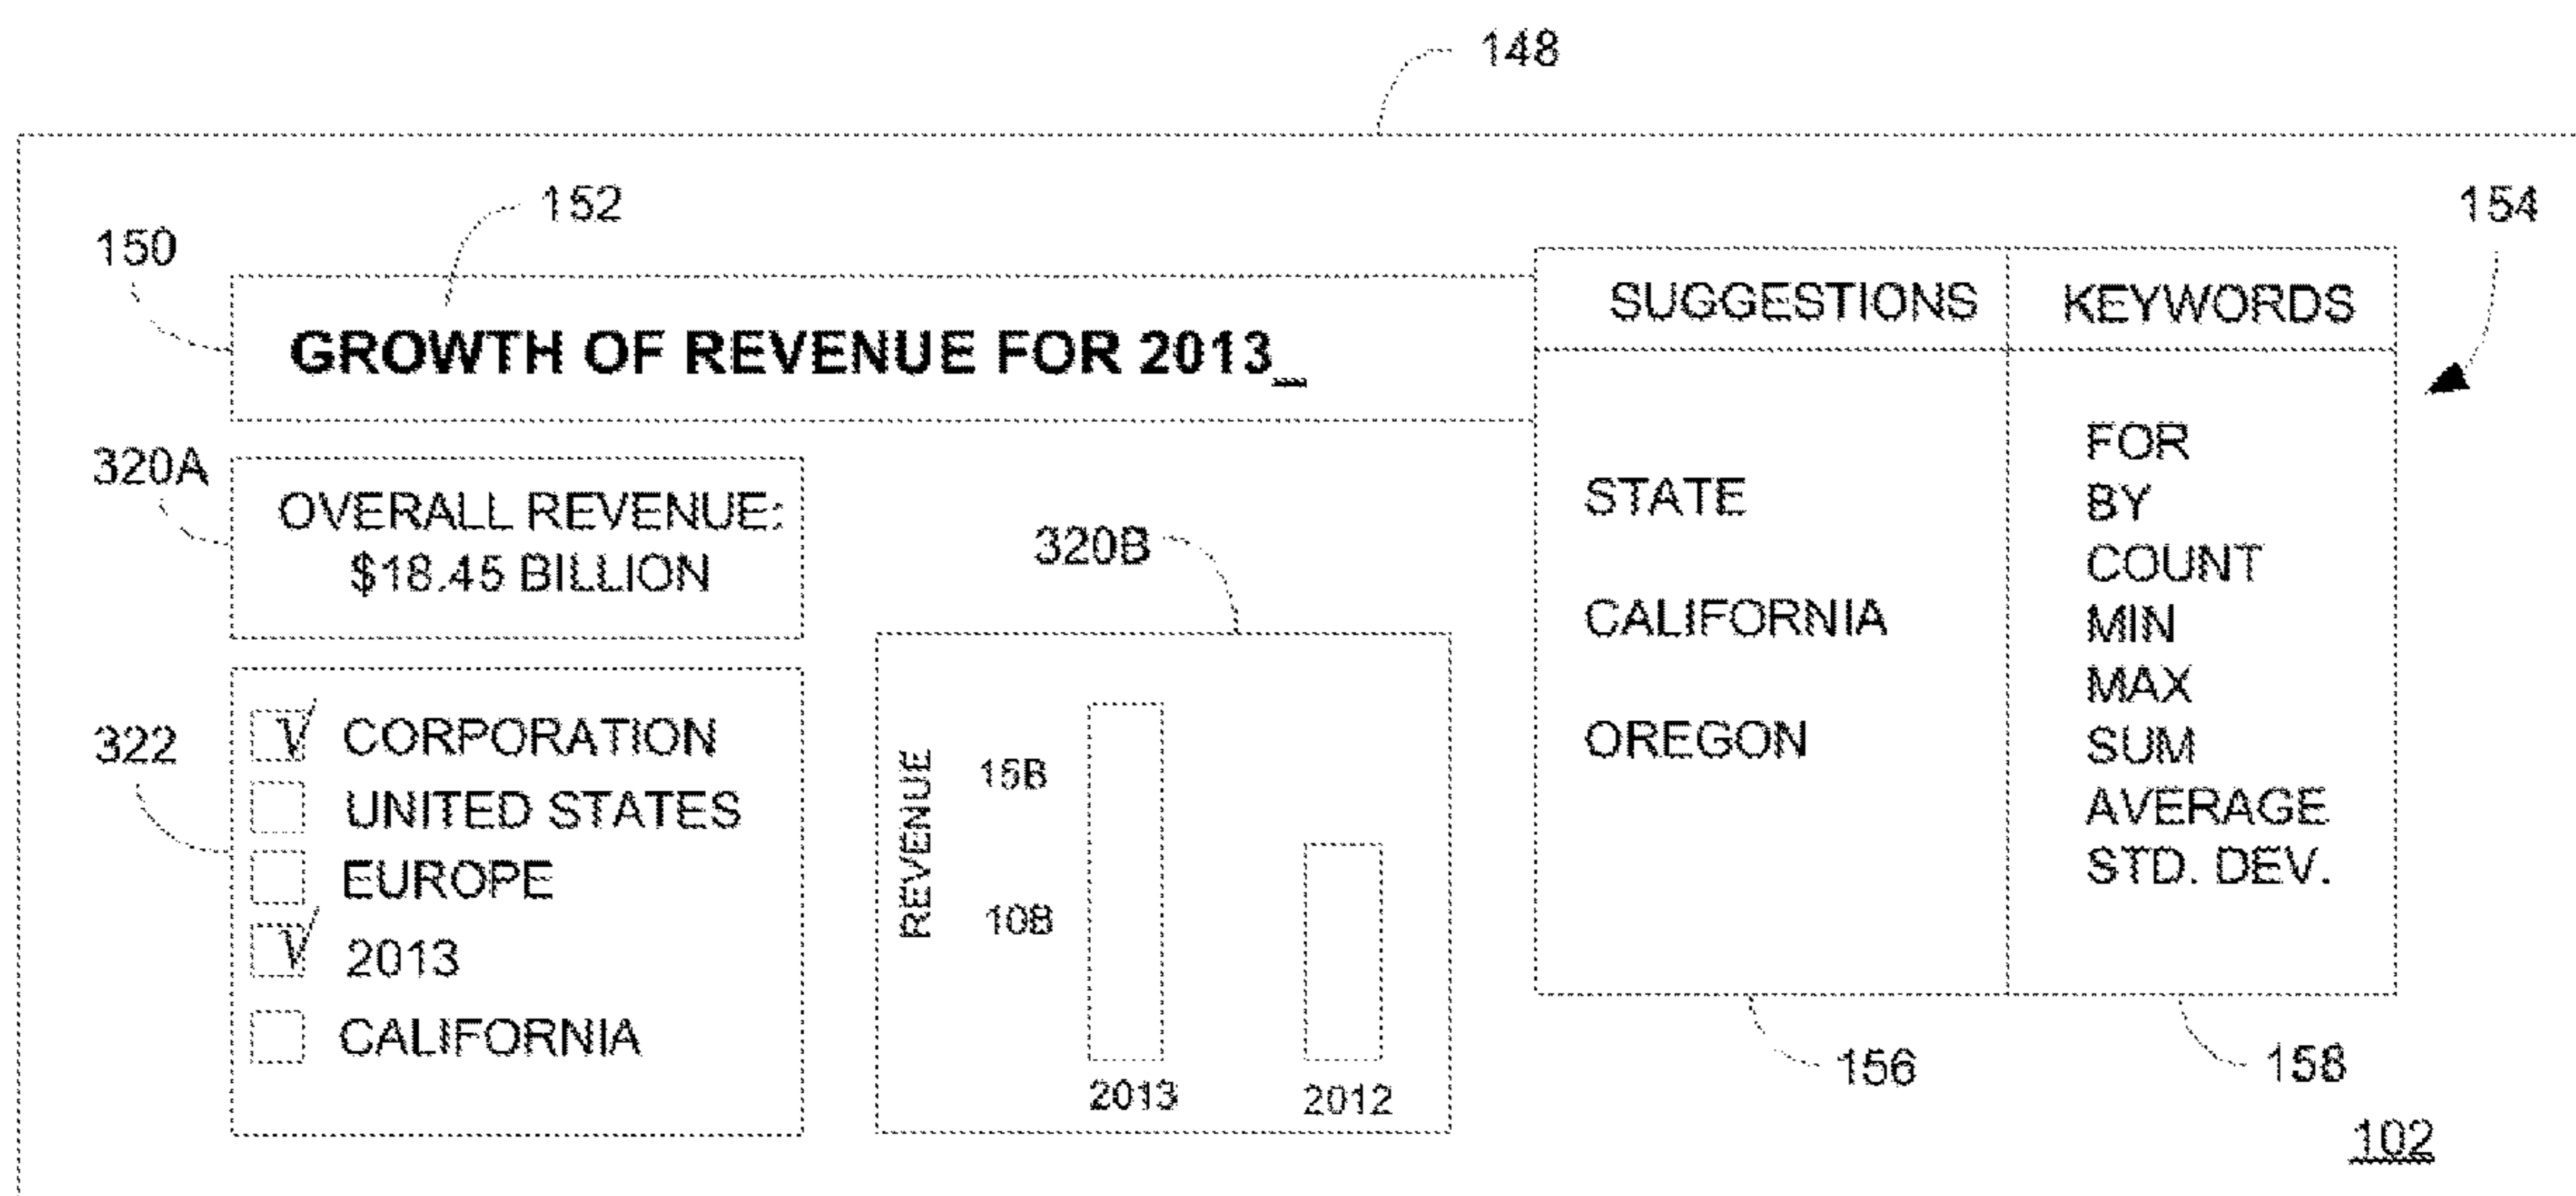 148
152
154
150
SUGGESTIONS
KEYWORDS
GROWTH OF REVENUE FOR 2013_
320A
OVERALL REVENUE:
$18.45 BILLION
320B
STATE
CALIFORNIA
OREGON
FOR
BY
COUNT
MIN
MAX
SUM
AVERAGE
STD. DEV.
322
CORPORATION
UNITED STATES
EUROPE
2013
CALIFORNIA
REVENUE
15B
10B
2013
2012
156
158
102